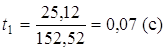 t₁ = 25,12 / 152,52 = 0,07 (c)